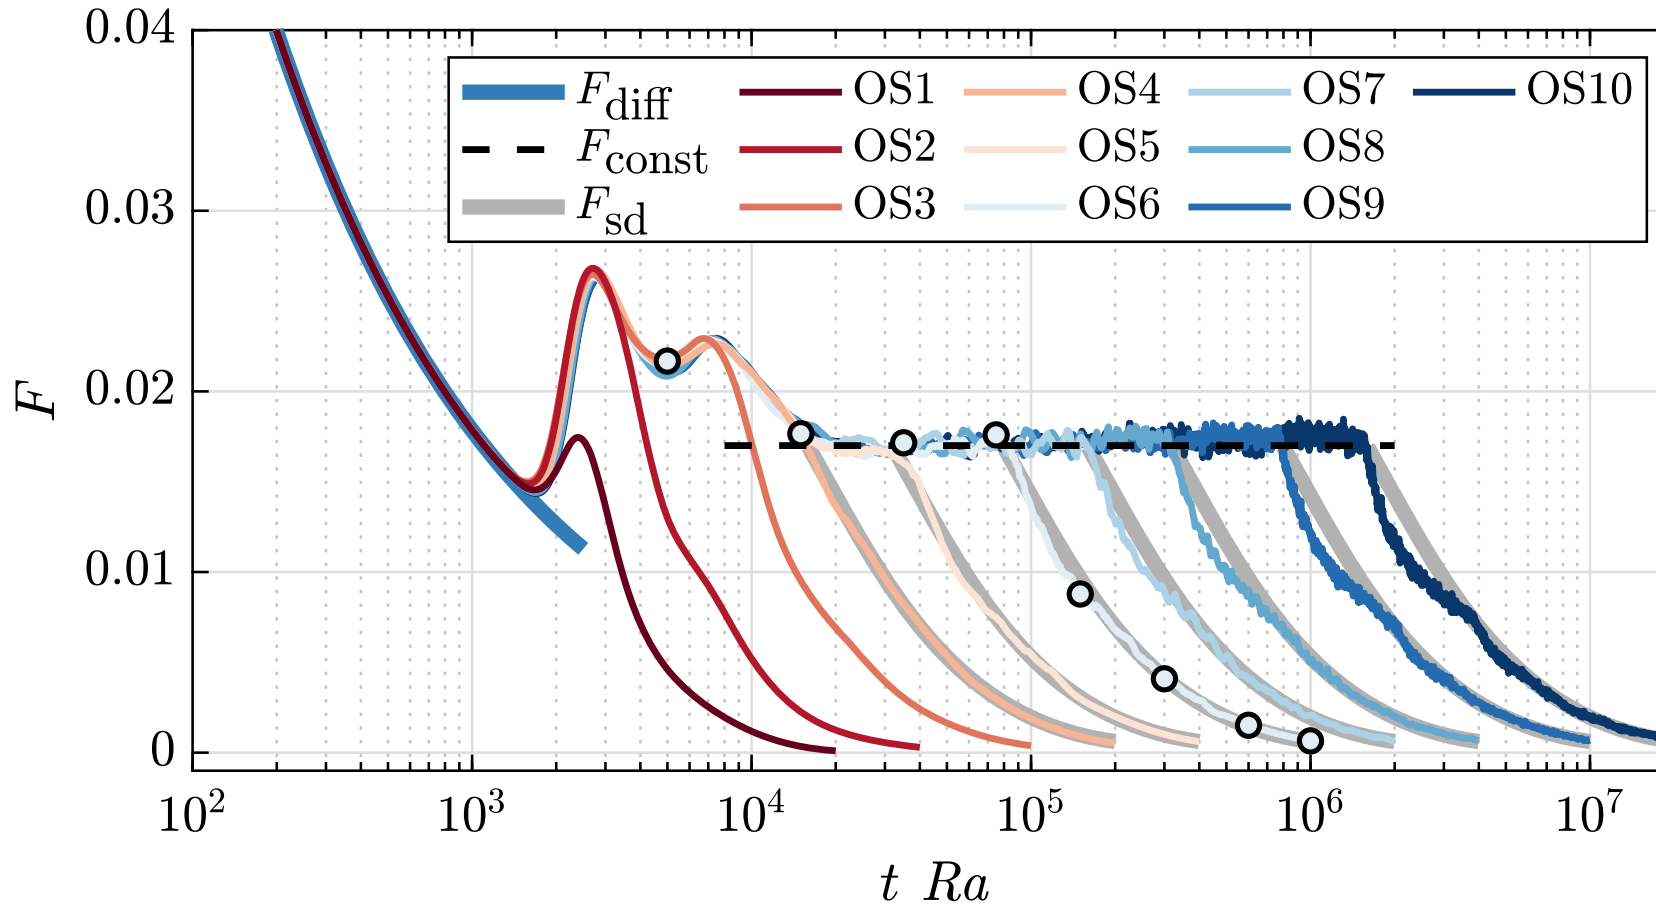 0.04
0.03
0.02
0.01
0
F
F_diff OS1 OS4 OS7 OS10
F_const OS2 OS5 OS8
F_sd OS3 OS6 OS9
10^2 10^3 10^4 10^5 10^6 10^7
t Ra